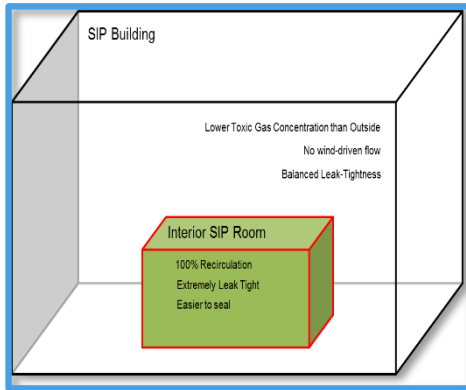 SIP Building
Lower Toxic Gas Concentration than Outside
No wind-driven flow
Balanced Leak-Tightness
Interior SIP Room
100% Recirculation
Extremely Leak Tight
Easier to seal